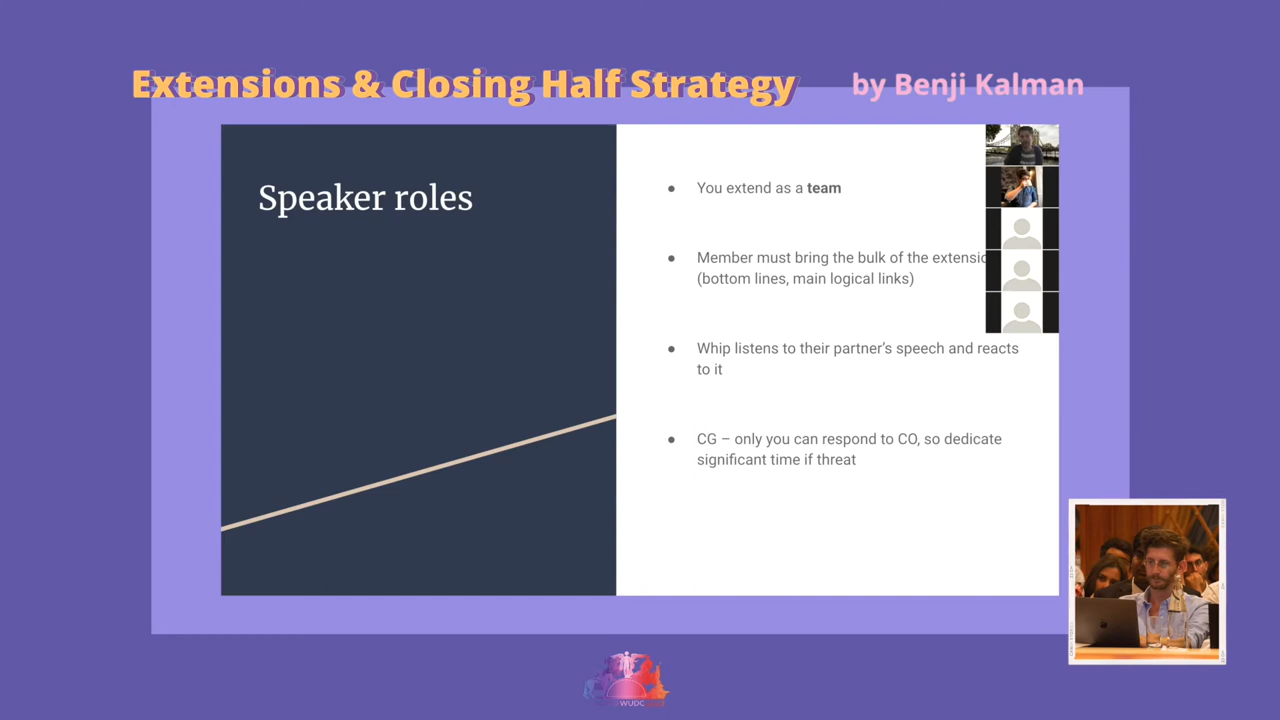 Extensions & Closing Half Strategy
by Benji Kalman
Speaker roles
● You extend as a team
● Member must bring the bulk of the
(bottom lines, main logical links)
● Whip listens to their partner’s speech and reacts
to it
● CG – only you can respond to CO, so dedicate
significant time if threat
WUDC